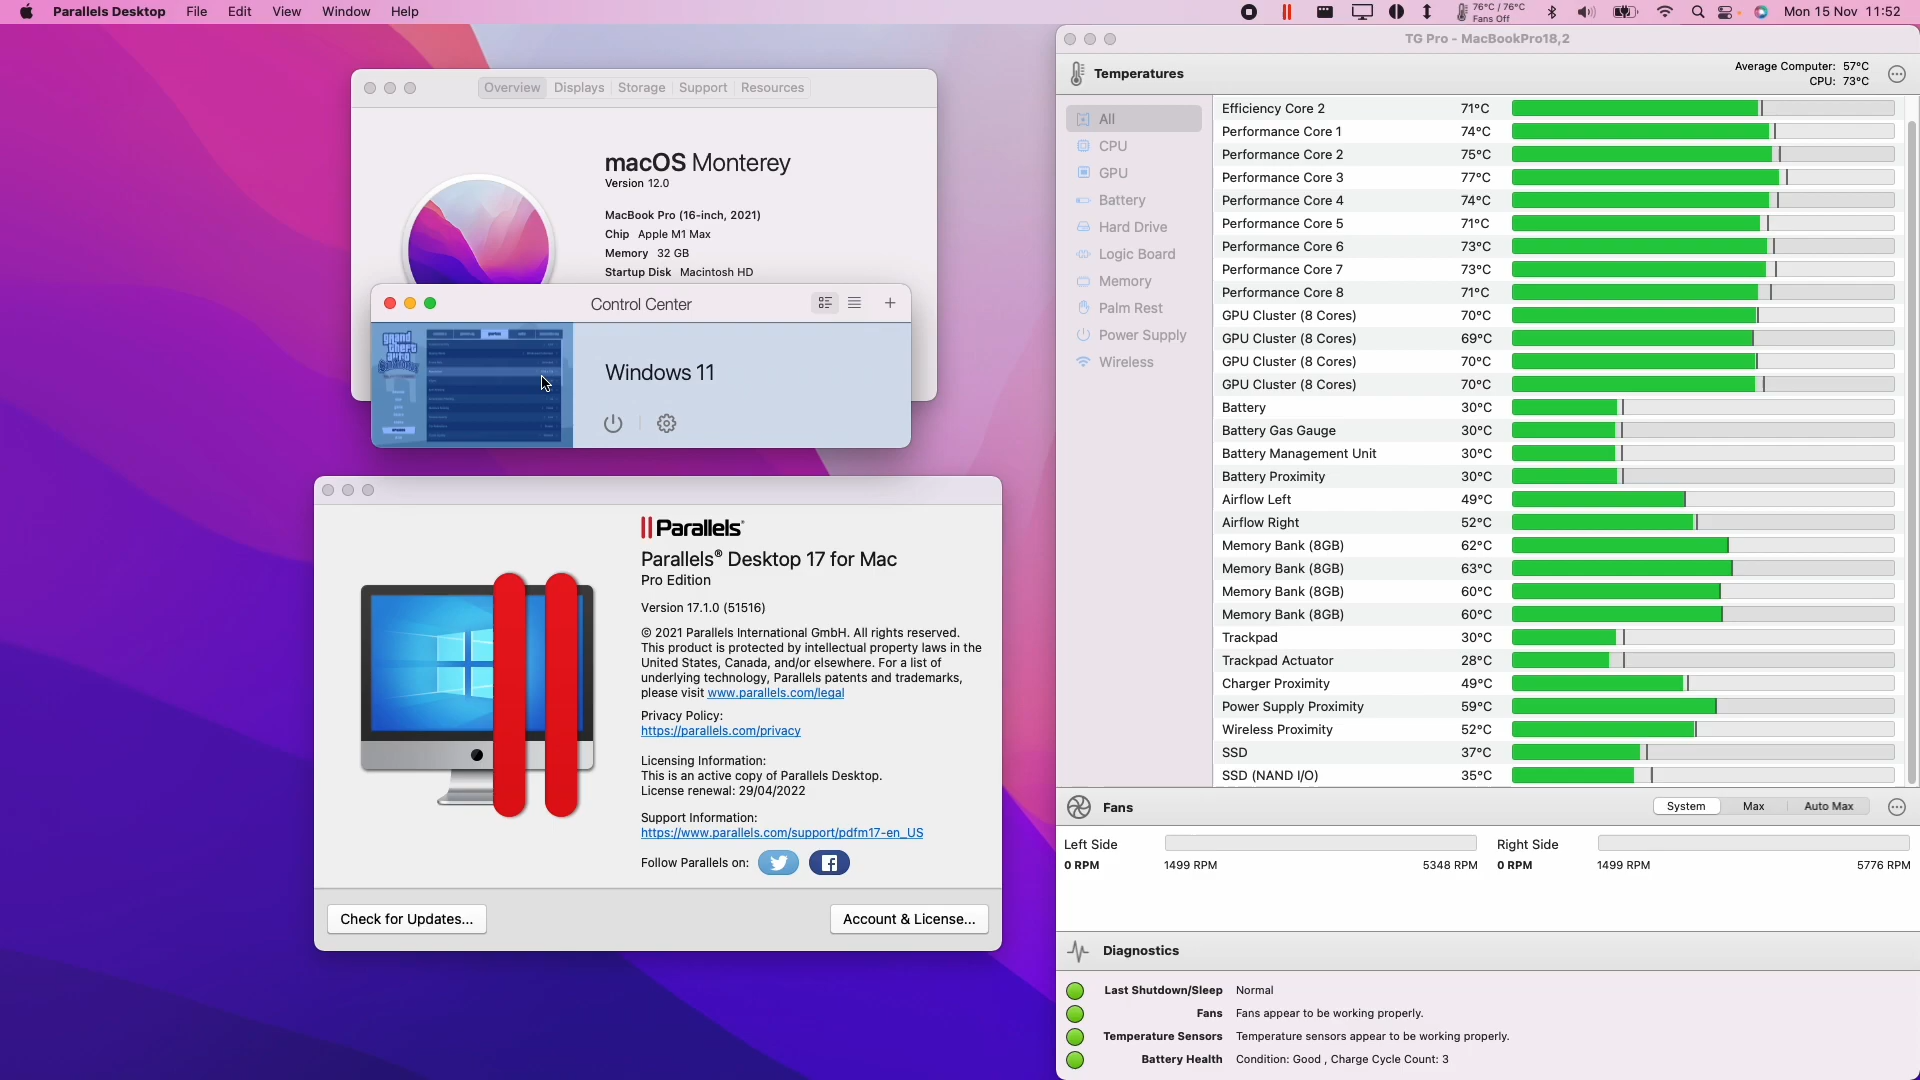 Parallels Desktop File Edit View Window Help
76°C / 76°C
Fans Off
Mon 15 Nov 11:52
Overview Displays Storage Support Resources
macOS Monterey
Version 12.0
MacBook Pro (16-inch, 2021)
Chip Apple M1 Max
Memory 32 GB
Startup Disk Macintosh HD
Control Center
grand
theft
auto
Windows 11
Parallels®
Parallels® Desktop 17 for Mac
Pro Edition
Version 17.1.0 (51516)
© 2021 Parallels International GmbH. All rights reserved.
This product is protected by intellectual property laws in the
United States, Canada, and/or elsewhere. For a list of
underlying technology, Parallels patents and trademarks,
please visit www.parallels.com/legal
Privacy Policy:
https://parallels.com/privacy
Licensing Information:
This is an active copy of Parallels Desktop.
License renewal: 29/04/2022
Support Information:
https://www.parallels.com/support/pdfm17-en_US
Follow Parallels on:
Check for Updates...
Account & License...
TG Pro - MacBookPro18,2
Temperatures
Average Computer: 57°C
CPU: 73°C
All
CPU
GPU
Battery
Hard Drive
Logic Board
Memory
Palm Rest
Power Supply
Wireless
Efficiency Core 2 71°C
Performance Core 1 74°C
Performance Core 2 75°C
Performance Core 3 77°C
Performance Core 4 74°C
Performance Core 5 71°C
Performance Core 6 73°C
Performance Core 7 73°C
Performance Core 8 71°C
GPU Cluster (8 Cores) 70°C
GPU Cluster (8 Cores) 69°C
GPU Cluster (8 Cores) 70°C
GPU Cluster (8 Cores) 70°C
Battery 30°C
Battery Gas Gauge 30°C
Battery Management Unit 30°C
Battery Proximity 30°C
Airflow Left 49°C
Airflow Right 52°C
Memory Bank (8GB) 62°C
Memory Bank (8GB) 63°C
Memory Bank (8GB) 60°C
Memory Bank (8GB) 60°C
Trackpad 30°C
Trackpad Actuator 28°C
Charger Proximity 49°C
Power Supply Proximity 59°C
Wireless Proximity 52°C
SSD 37°C
SSD (NAND I/O) 35°C
Fans
System Max Auto Max
Left Side
0 RPM 1499 RPM 5348 RPM
Right Side
0 RPM 1499 RPM 5776 RPM
Diagnostics
Last Shutdown/Sleep Normal
Fans Fans appear to be working properly.
Temperature Sensors Temperature sensors appear to be working properly.
Battery Health Condition: Good , Charge Cycle Count: 3